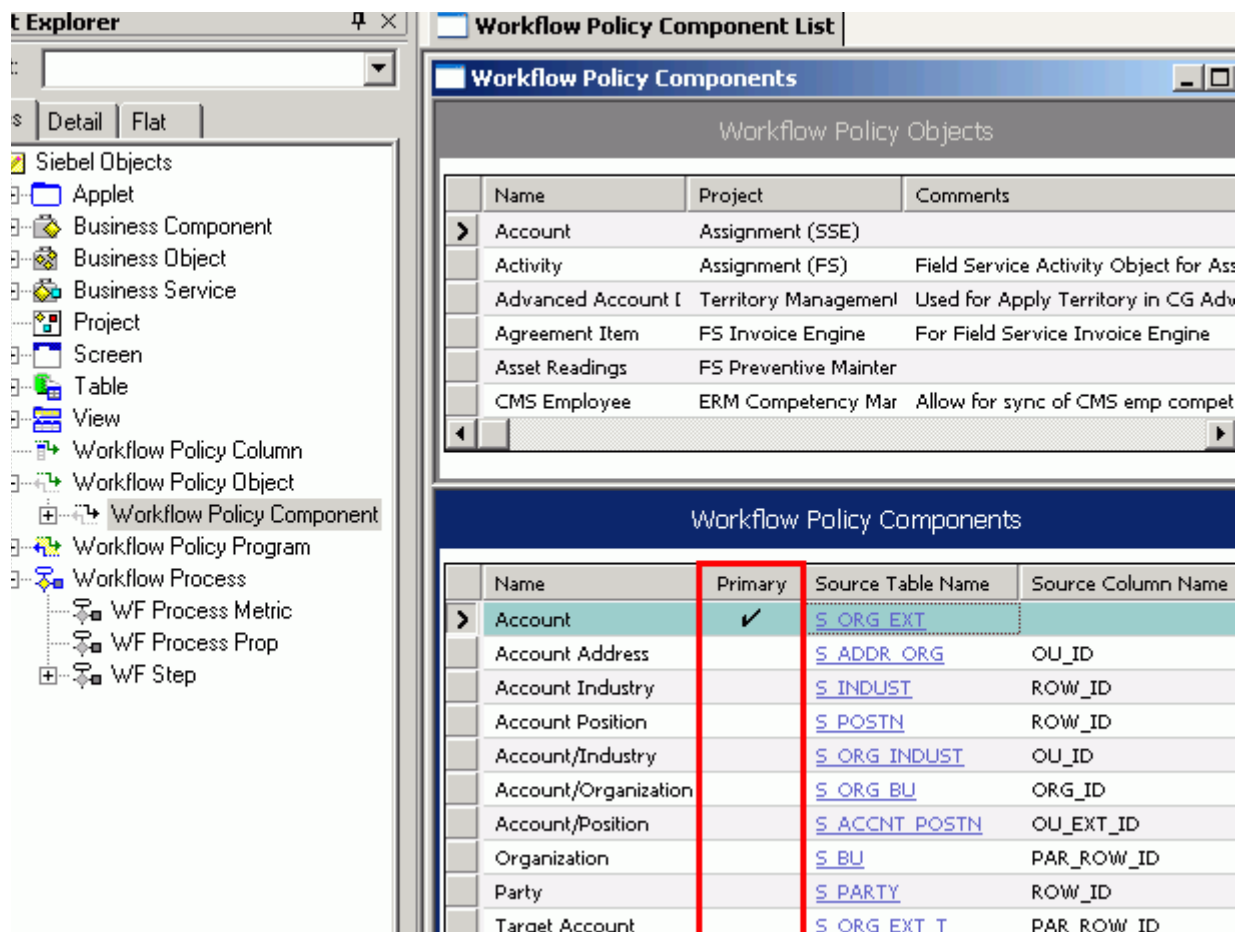 t Explorer
:
s Detail Flat
Siebel Objects
Applet
Business Component
Business Object
Business Service
Project
Screen
Table
View
Workflow Policy Column
Workflow Policy Object
Workflow Policy Component
Workflow Policy Program
Workflow Process
WF Process Metric
WF Process Prop
WF Step
Workflow Policy Component List
Workflow Policy Components
Workflow Policy Objects
Name Project Comments
Account Assignment (SSE)
Activity Assignment (FS) Field Service Activity Object for Ass
Advanced Account [ Territory Management Used for Apply Territory in CG Adv
Agreement Item FS Invoice Engine For Field Service Invoice Engine
Asset Readings FS Preventive Mainter
CMS Employee ERM Competency Mar Allow for sync of CMS emp compet
Workflow Policy Components
Name Primary Source Table Name Source Column Name
Account ✓ S_ORG_EXT
Account Address S_ADDR_ORG OU_ID
Account Industry S_INDUST ROW_ID
Account Position S_POSTN ROW_ID
Account/Industry S_ORG_INDUST OU_ID
Account/Organization S_ORG_BU ORG_ID
Account/Position S_ACCNT_POSTN OU_EXT_ID
Organization S_BU PAR_ROW_ID
Party S_PARTY ROW_ID
Target Account S_ORG_EXT_T PAR_ROW_ID